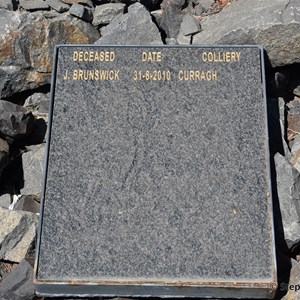 DECEASED DATE COLLIERY
J. BRUNSWICK 31-8-2010 CURRAGH